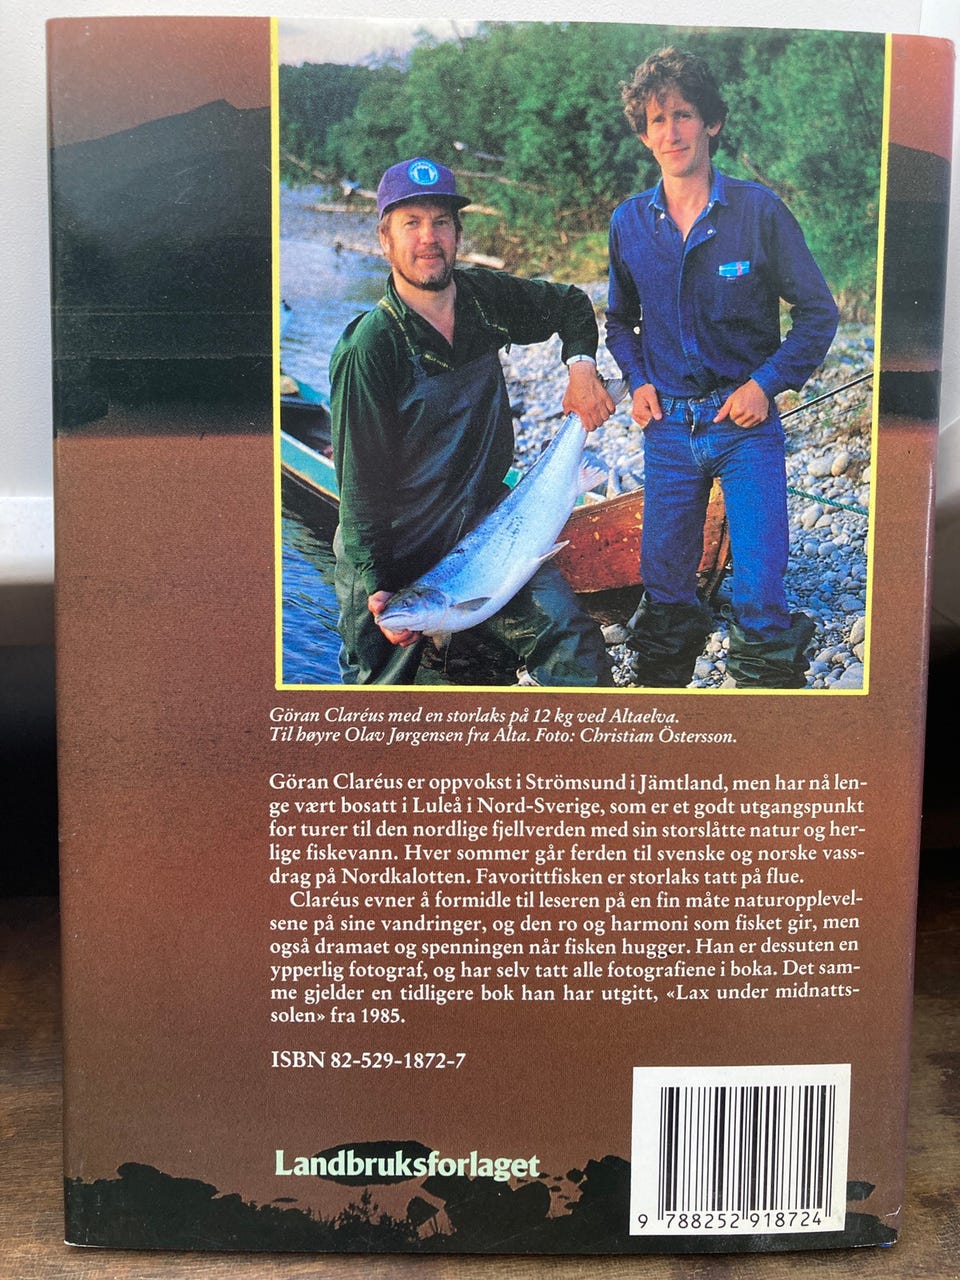 Göran Claréus med en storlaks på 12 kg ved Altaelva.
Til høyre Olav Jørgensen fra Alta. Foto: Christian Östersson.
Göran Claréus er oppvokst i Strömsund i Jämtland, men har nå len-
ge vært bosatt i Luleå i Nord-Sverige, som er et godt utgangspunkt
for turer til den nordlige fjellverden med sin storslåtte natur og her-
lige fiskevann. Hver sommer går ferden til svenske og norske vass-
drag på Nordkalotten. Favorittfisken er storlaks tatt på flue.
Claréus evner å formidle til leseren på en fin måte naturopplevel-
sene på sine vandringer, og den ro og harmoni som fisket gir, men
også dramaet og spenningen når fisken hugger. Han er dessuten en
ypperlig fotograf, og har selv tatt alle fotografiene i boka. Det sam-
me gjelder en tidligere bok han har utgitt, «Lax under midnatts-
solen» fra 1985.
ISBN 82-529-1872-7
Landbruksforlaget
9 788252 918724